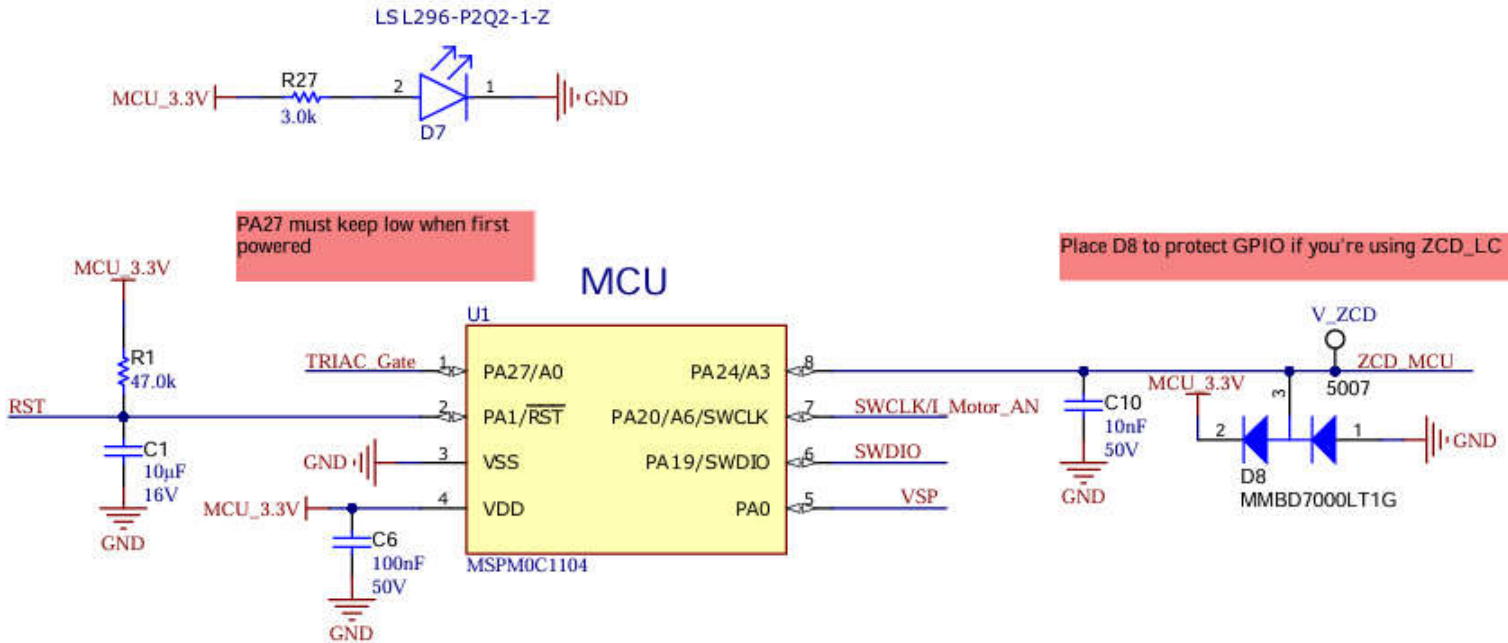 LSL296-P2Q2-1-Z
MCU_3.3V
R27
3.0k
2
1
D7
GND
PA27 must keep low when first
powered
Place D8 to protect GPIO if you're using ZCD_LC
MCU
MCU_3.3V
R1
47.0k
RST
C1
10µF
16V
GND
U1
TRIAC_Gate
1
PA27/A0
2
PA1/RST
GND
3
VSS
MCU_3.3V
4
VDD
C6
100nF
50V
GND
MSPM0C1104
PA24/A3
8
PA20/A6/SWCLK
7
SWCLK/I_Motor_AN
PA19/SWDIO
6
SWDIO
PA0
5
VSP
C10
10nF
50V
GND
V_ZCD
5007
ZCD_MCU
MCU_3.3V
3
2
1
GND
D8
MMBD7000LT1G